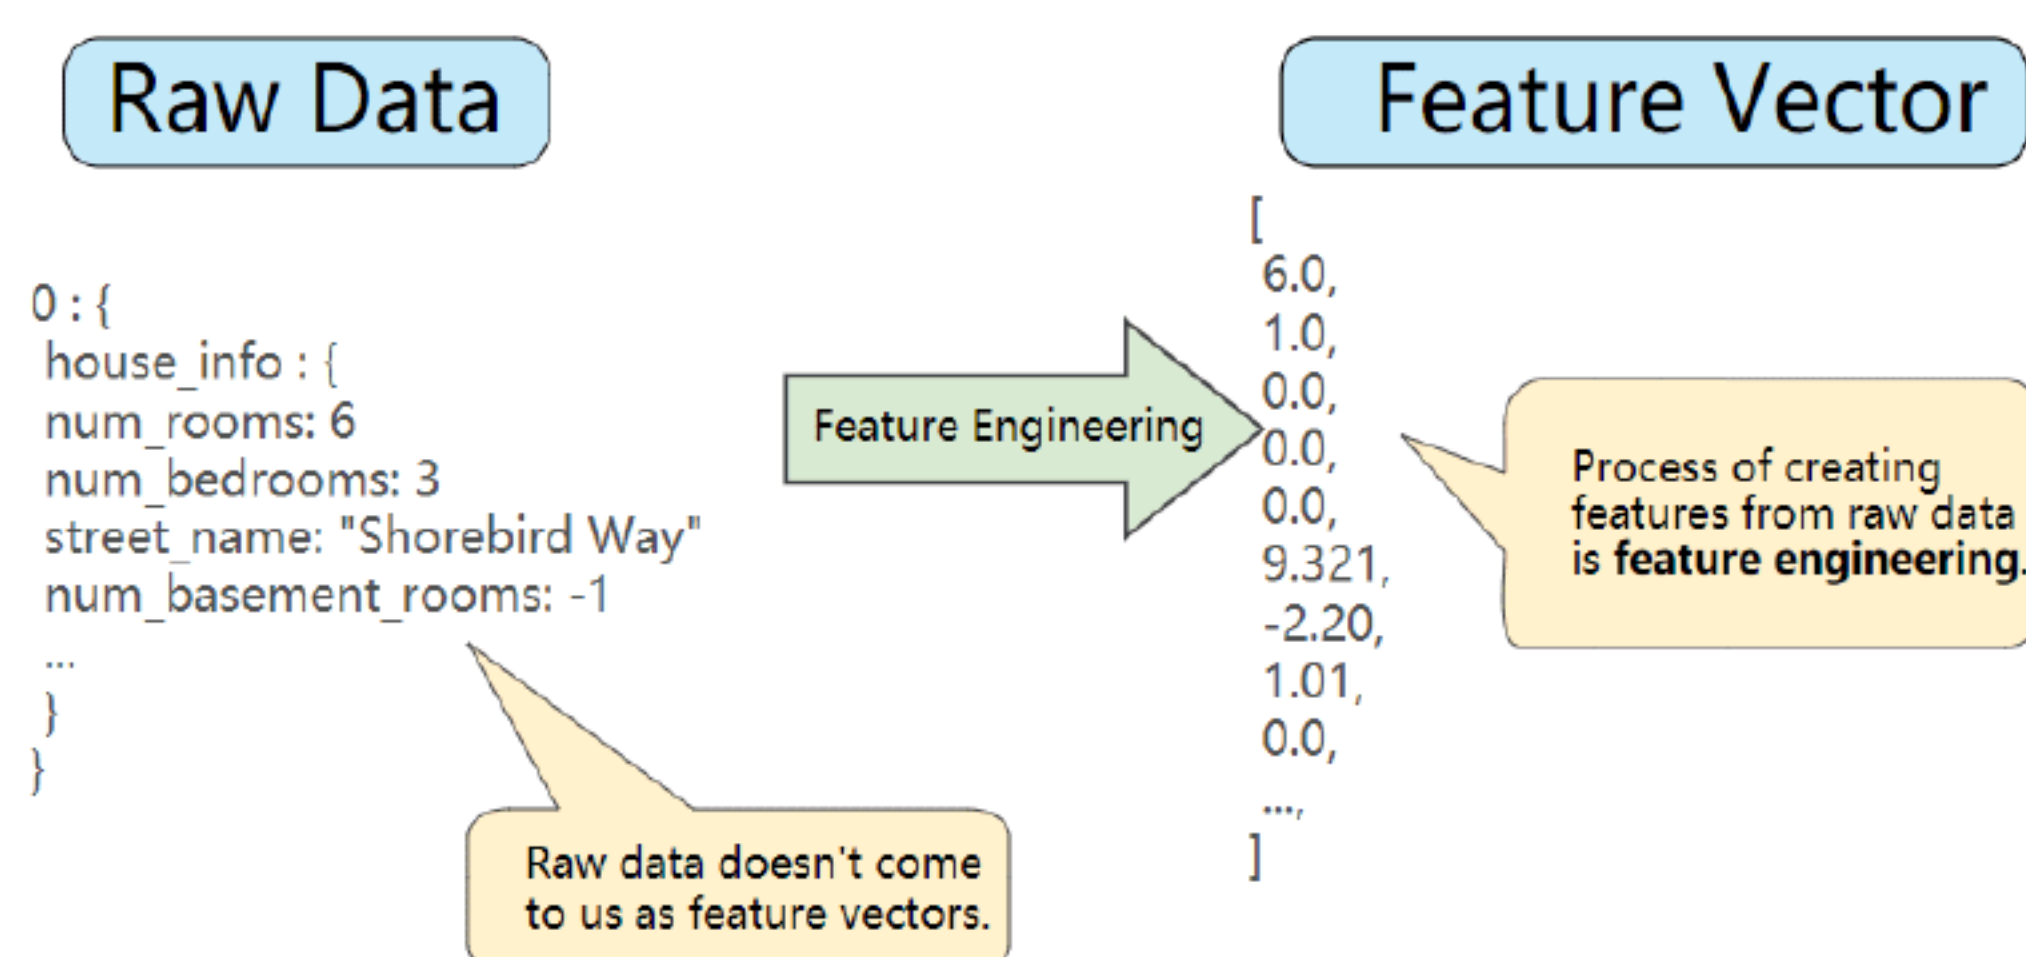 Raw Data
0 : {
house_info : {
num_rooms: 6
num_bedrooms: 3
street_name: "Shorebird Way"
num_basement_rooms: -1
...
}
}
Raw data doesn't come
to us as feature vectors.
Feature Engineering
Feature Vector
[
6.0,
1.0,
0.0,
0.0,
0.0,
9.321,
-2.20,
1.01,
0.0,
...,
]
Process of creating
features from raw data
is feature engineering.